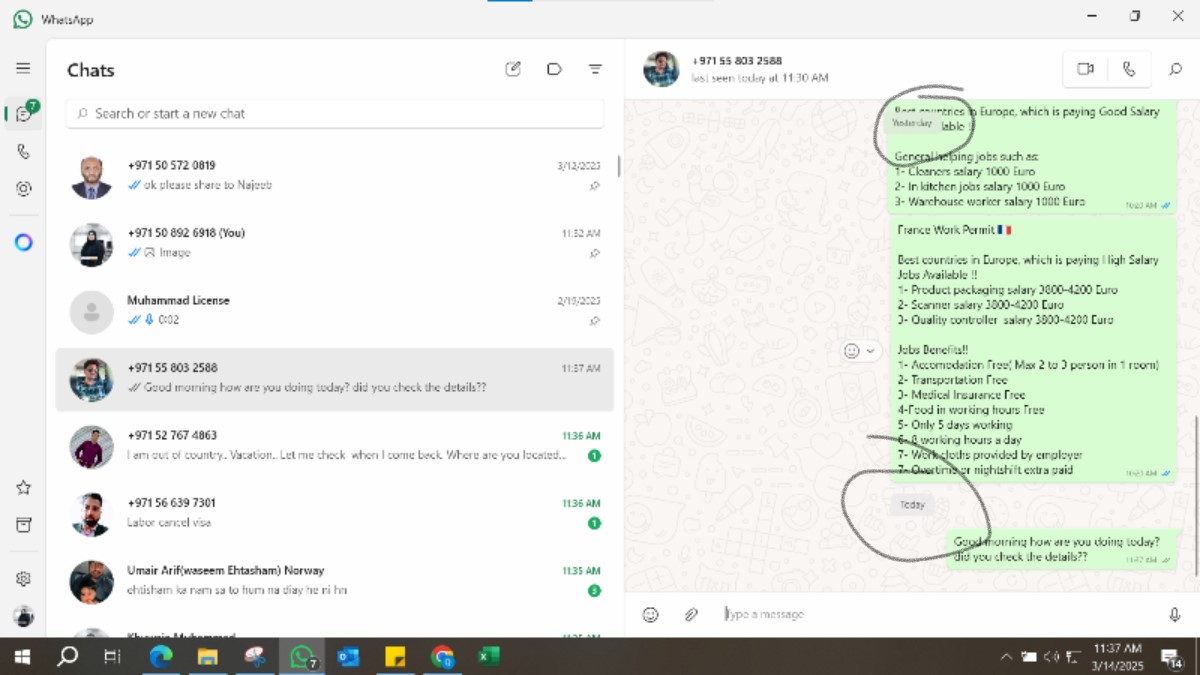 WhatsApp
Chats
Search or start a new chat
7
+971 50 572 0819
3/12/2025
ok please share to Najeeb
+971 50 892 6918 (You)
11:32 AM
Image
Muhammad License
2/19/2025
0:02
+971 55 803 2588
11:37 AM
Good morning how are you doing today? did you check the details??
+971 52 767 4863
11:36 AM
I am out of country.. Vacation.. Let me check when I come back. Where are you located...
1
+971 56 639 7301
11:36 AM
Labor cancel visa
1
Umair Arif(waseem Ehtasham) Norway
11:35 AM
ehtisham ka nam sa to hum na diay he ni hn
3
+971 55 803 2588
last seen today at 11:30 AM
Best countries in Europe, which is paying Good Salary
Yesterday
lable !!
General helping jobs such as:
1- Cleaners salary 1000 Euro
2- In kitchen jobs salary 1000 Euro
3- Warehouse worker salary 1000 Euro
France Work Permit 🇫🇷
Best countries in Europe, which is paying High Salary
Jobs Available !!
1- Product packaging salary 3800-4200 Euro
2- Scanner salary 3800-4200 Euro
3- Quality controller salary 3800-4200 Euro
Jobs Benefits!!
1- Accomodation Free( Max 2 to 3 person in 1 room)
2- Transportation Free
3- Medical Insurance Free
4-Food in working hours Free
5- Only 5 days working
6- 8 working hours a day
7- Work cloths provided by employer
7- Overtime or nightshift extra paid
Today
Good morning how are you doing today?
did you check the details??
11:37 AM
Type a message
7
11:37 AM
3/14/2025
14